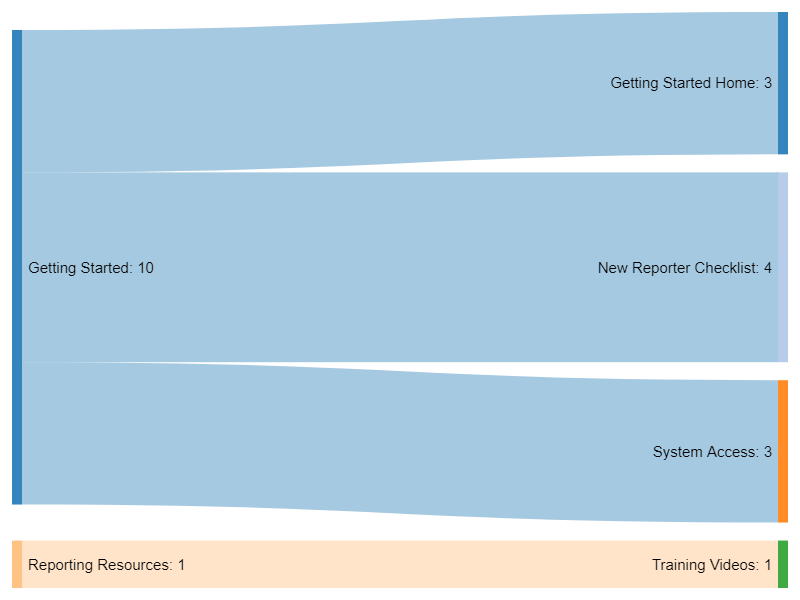 Getting Started Home: 3
Getting Started: 10
New Reporter Checklist: 4
System Access: 3
Reporting Resources: 1
Training Videos: 1